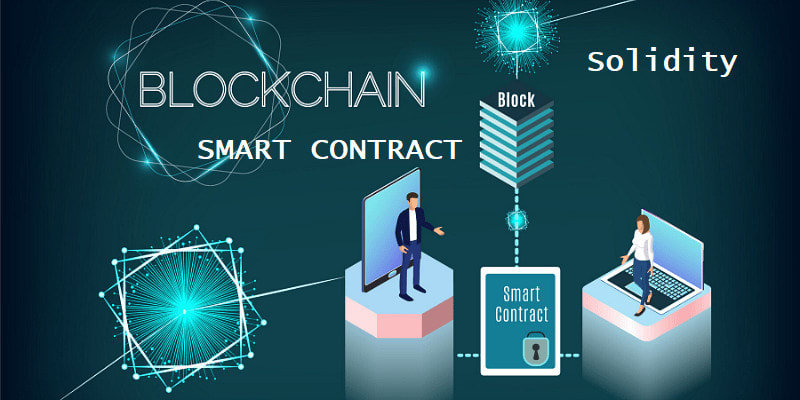 BLOCKCHAIN
SMART CONTRACT
Solidity
Block
Smart
Contract